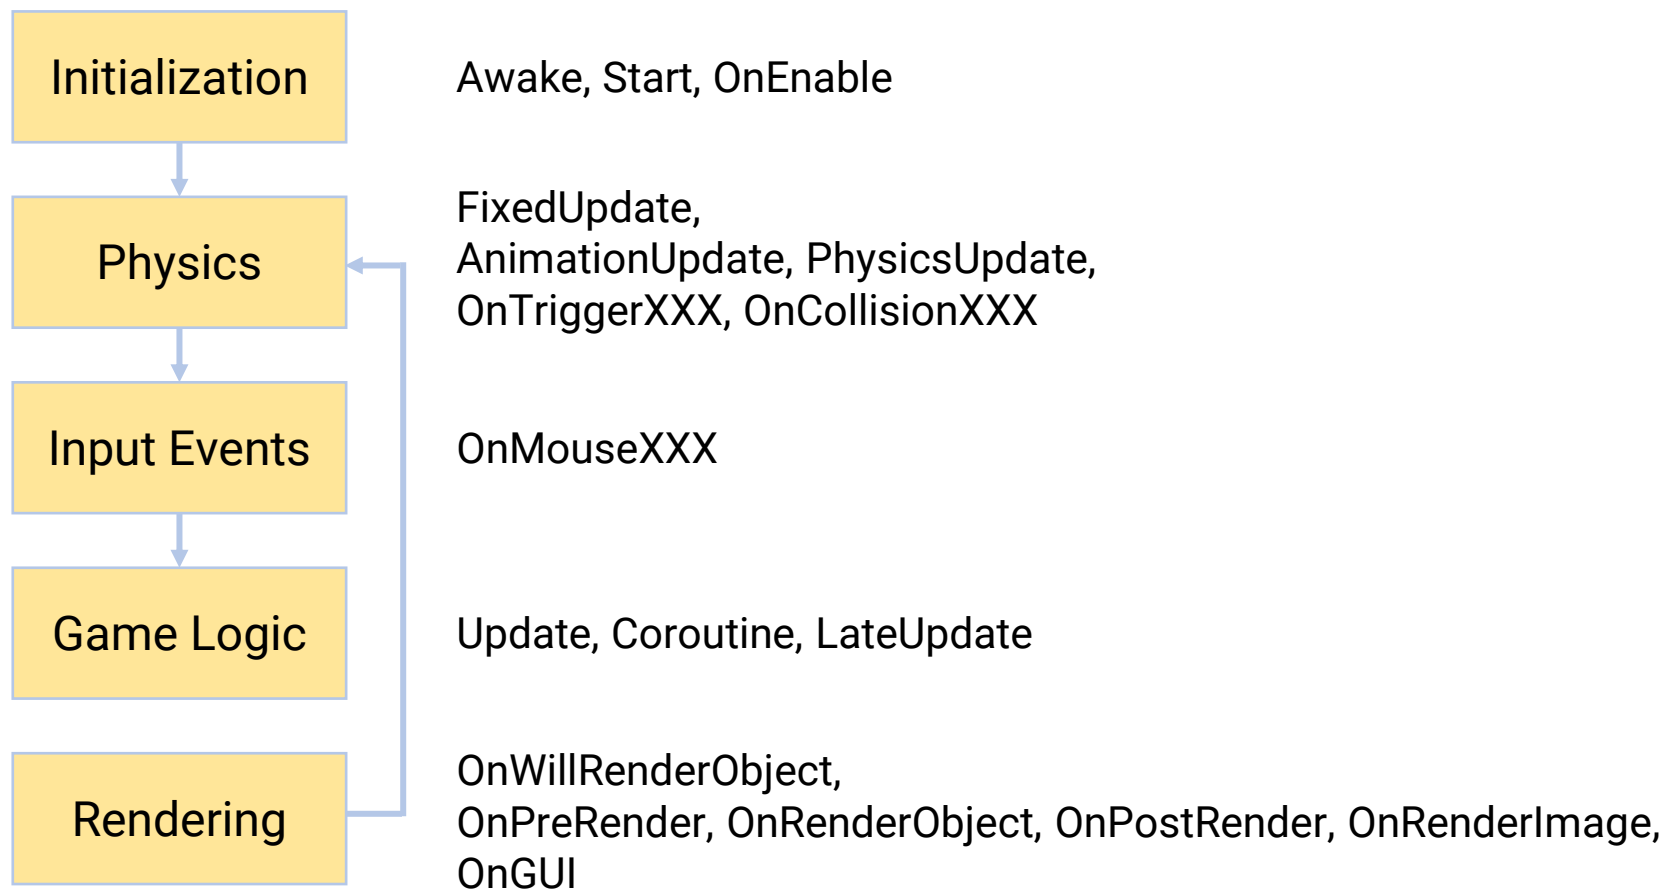 Initialization
Awake, Start, OnEnable
Physics
FixedUpdate,
AnimationUpdate, PhysicsUpdate,
OnTriggerXXX, OnCollisionXXX
Input Events
OnMouseXXX
Game Logic
Update, Coroutine, LateUpdate
Rendering
OnWillRenderObject,
OnPreRender, OnRenderObject, OnPostRender, OnRenderImage,
OnGUI